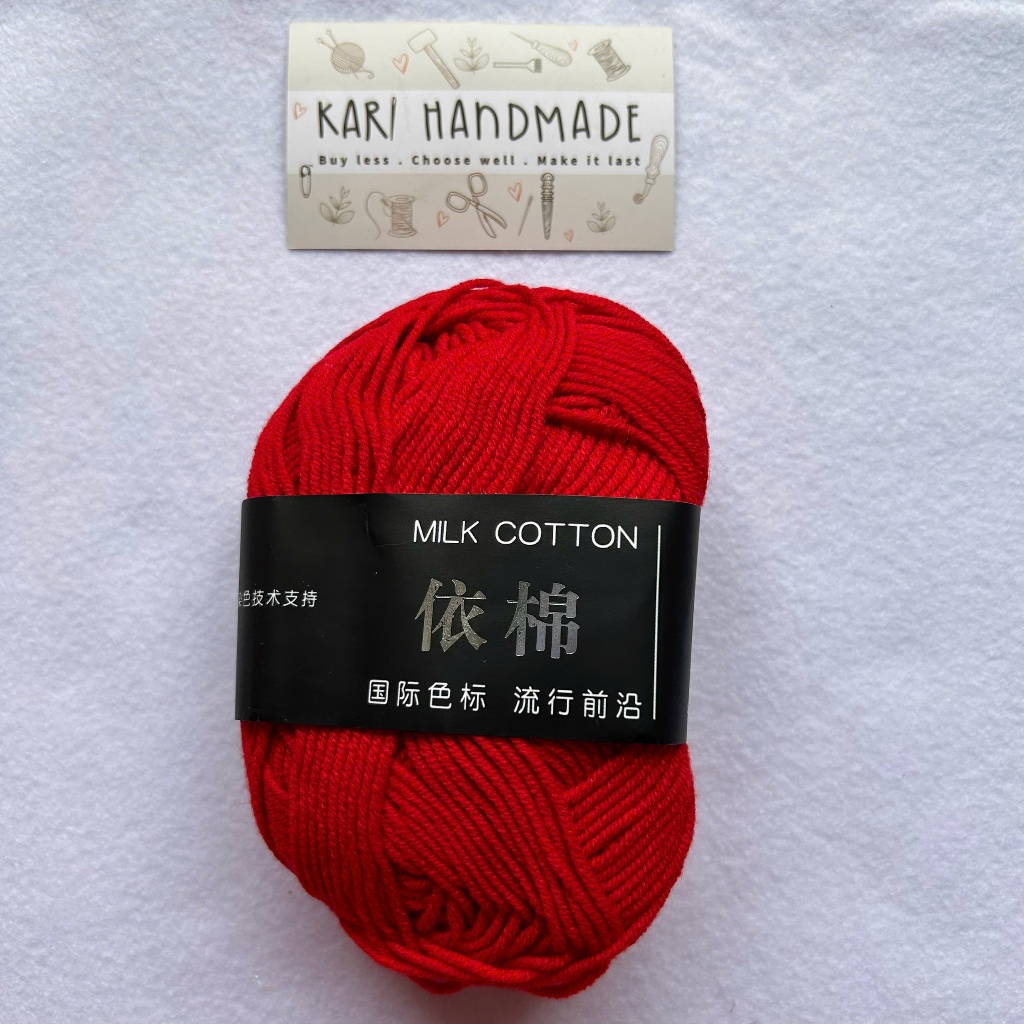 KARI HANDMADE
Buy less . Choose well . Make it last
MILK COTTON
色技术支持
依棉
国际色标 流行前沿